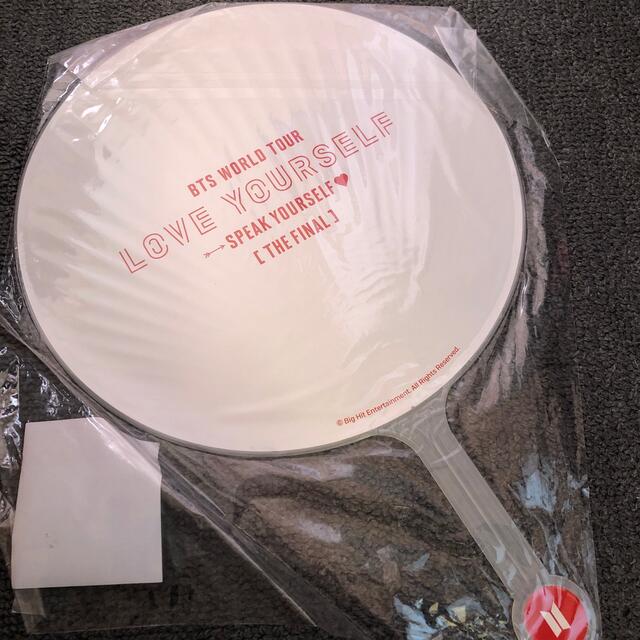 BTS WORLD TOUR
LOVE YOURSELF
SPEAK YOURSELF
[ THE FINAL ]
© Big Hit Entertainment. All Rights Reserved.